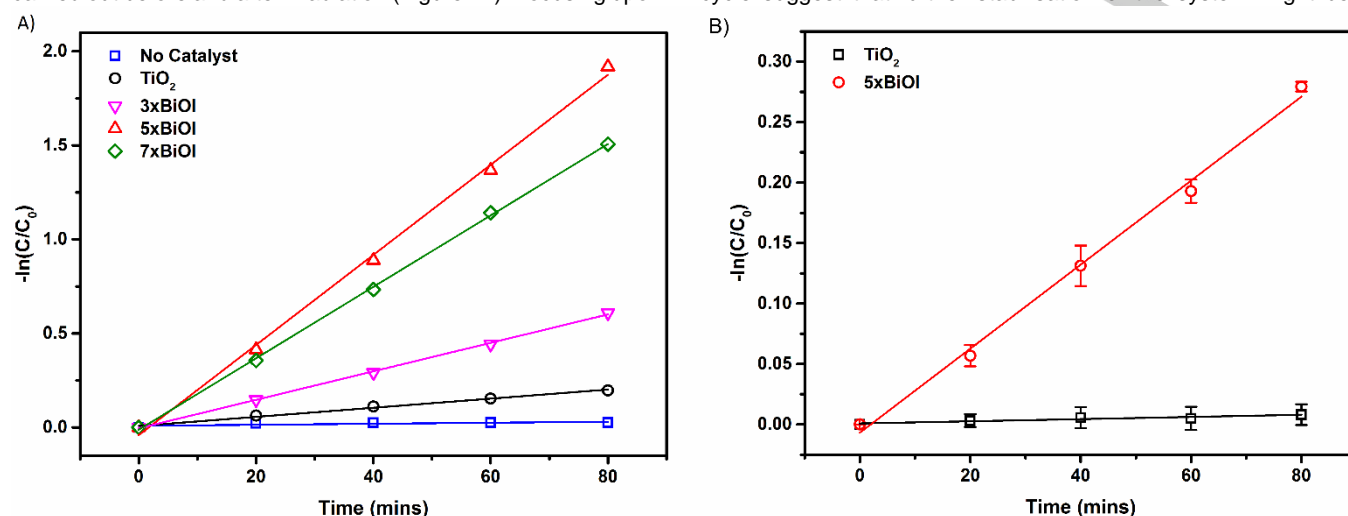 A)
No Catalyst
TiO₂
3xBiOI
5xBiOI
7xBiOI
-ln(C/C₀)
2.0
1.5
1.0
0.5
0.0
0 20 40 60 80
Time (mins)
B)
TiO₂
5xBiOI
-ln(C/C₀)
0.30
0.25
0.20
0.15
0.10
0.05
0.00
0 20 40 60 80
Time (mins)